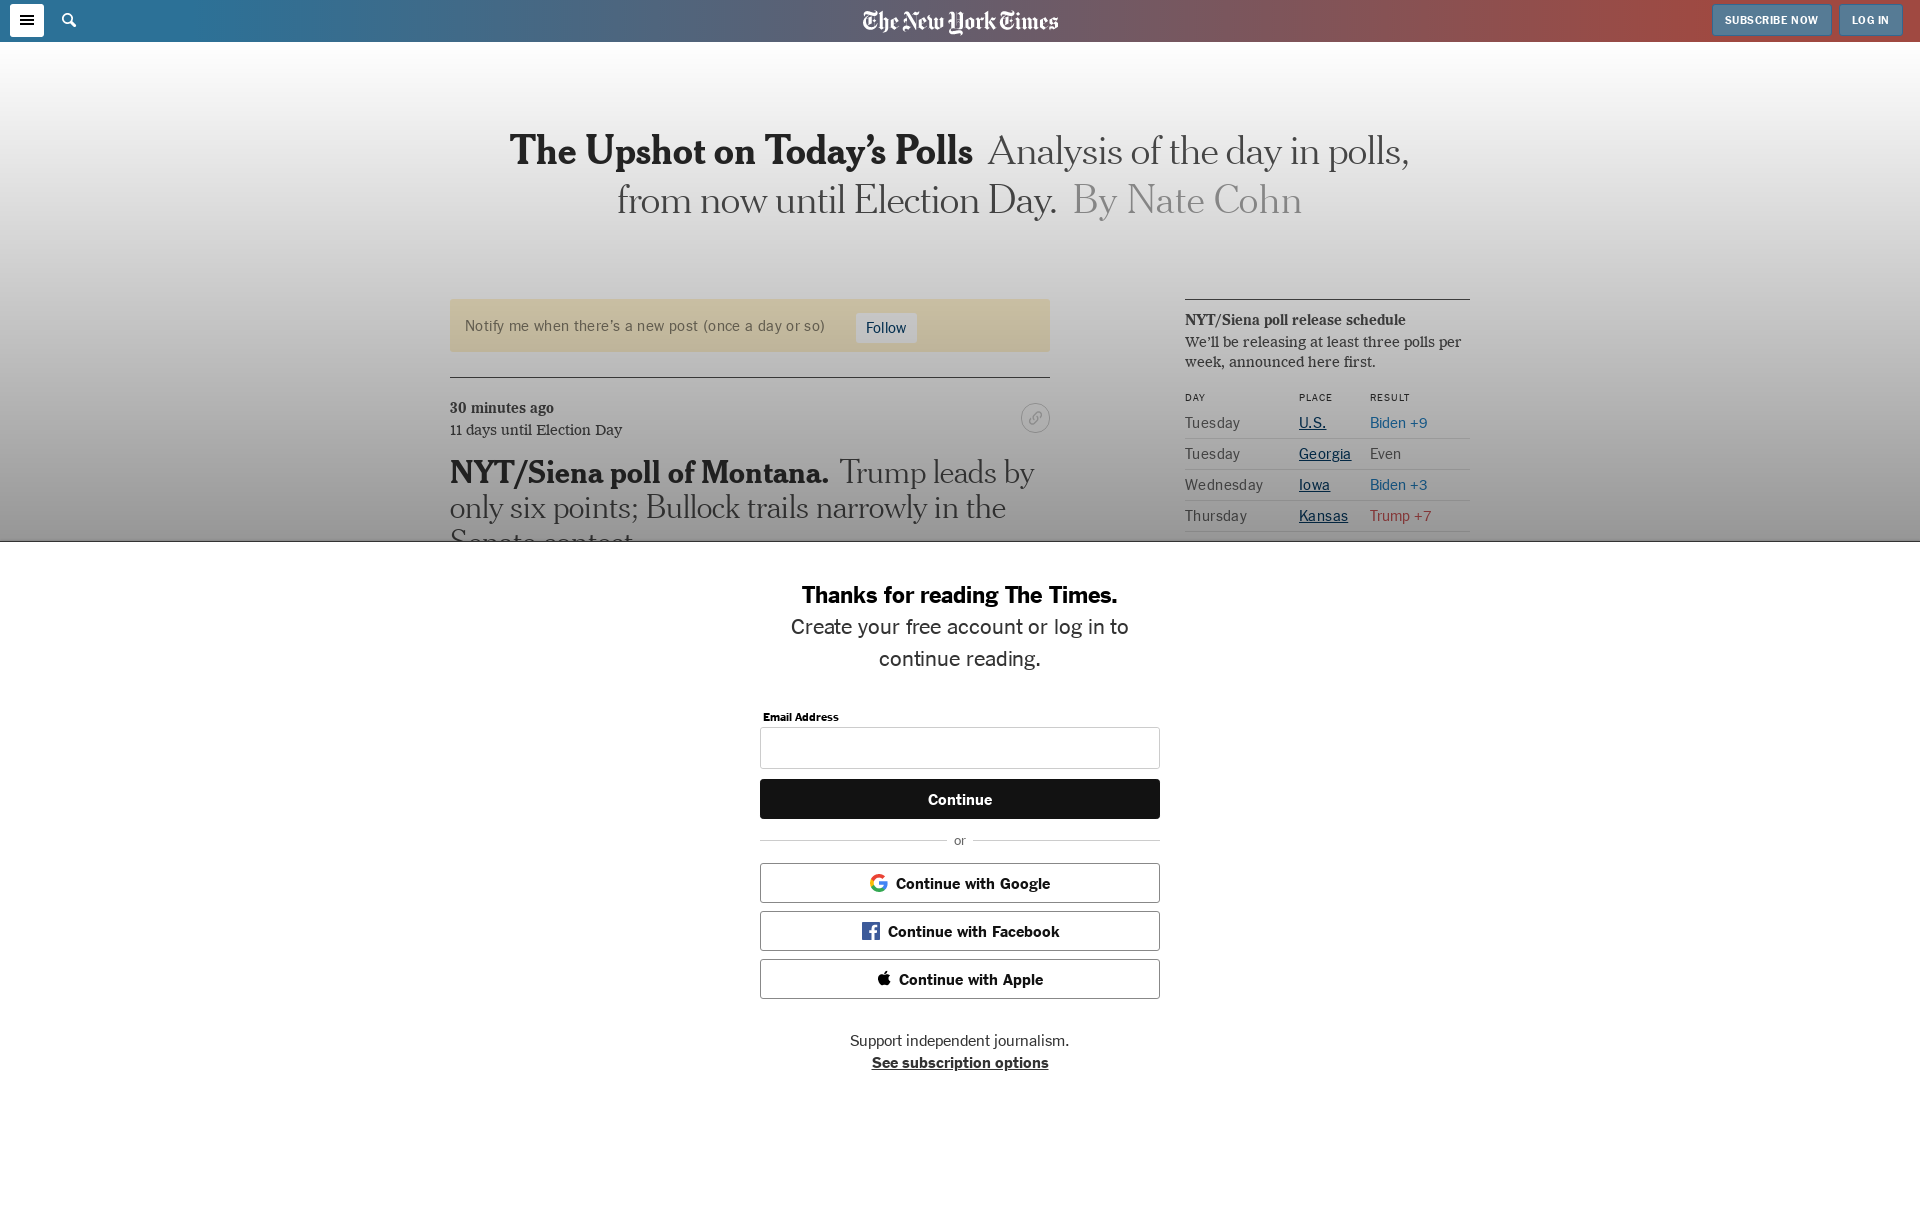 The New York Times
SUBSCRIBE NOW
LOG IN
The Upshot on Today’s Polls Analysis of the day in polls,
from now until Election Day. By Nate Cohn
Notify me when there’s a new post (once a day or so)
Follow
30 minutes ago
11 days until Election Day
NYT/Siena poll of Montana. Trump leads by
only six points; Bullock trails narrowly in the
Senate contest
NYT/Siena poll release schedule
We’ll be releasing at least three polls per
week, announced here first.
DAY PLACE RESULT
Tuesday U.S. Biden +9
Tuesday Georgia Even
Wednesday Iowa Biden +3
Thursday Kansas Trump +7
Thanks for reading The Times.
Create your free account or log in to
continue reading.
Email Address
Continue
or
Continue with Google
Continue with Facebook
Continue with Apple
Support independent journalism.
See subscription options